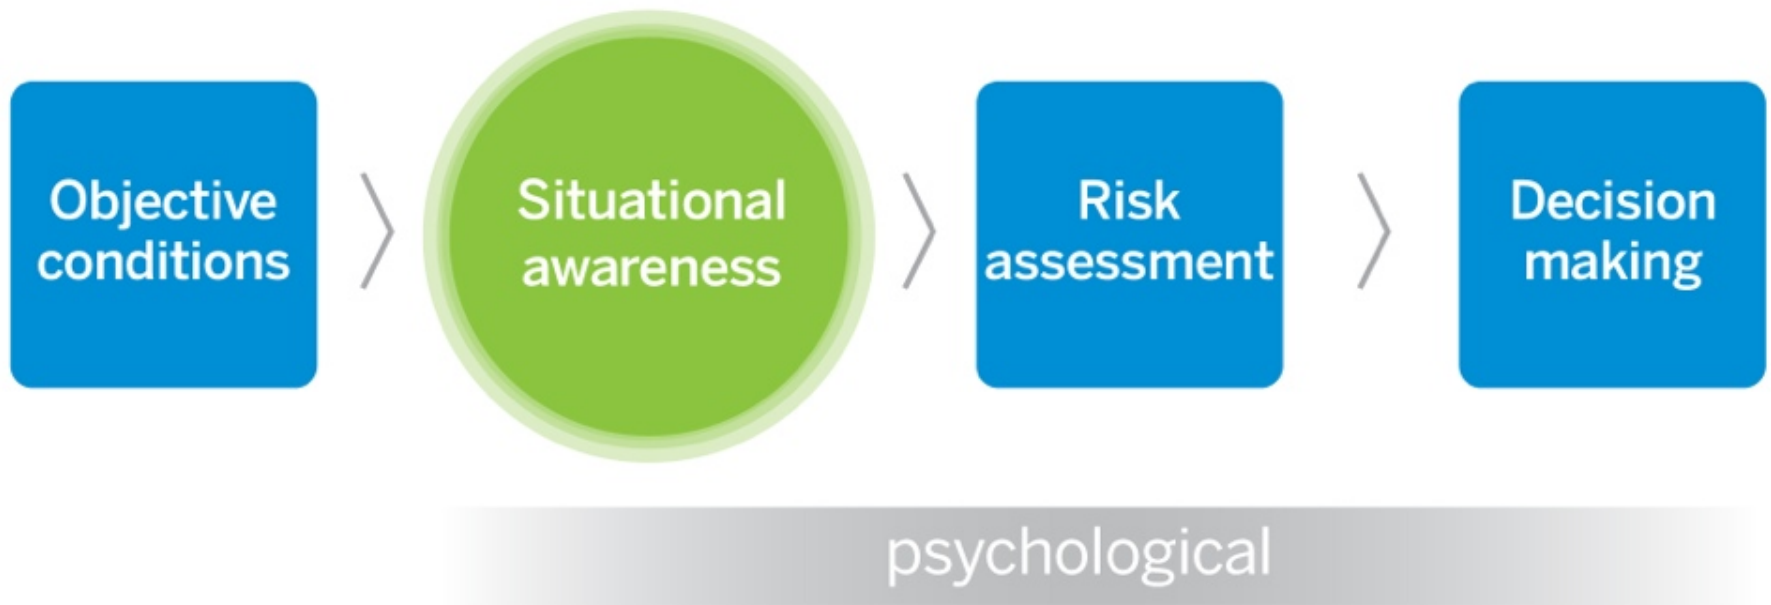 Objective
conditions
Situational
awareness
Risk
assessment
Decision
making
psychological